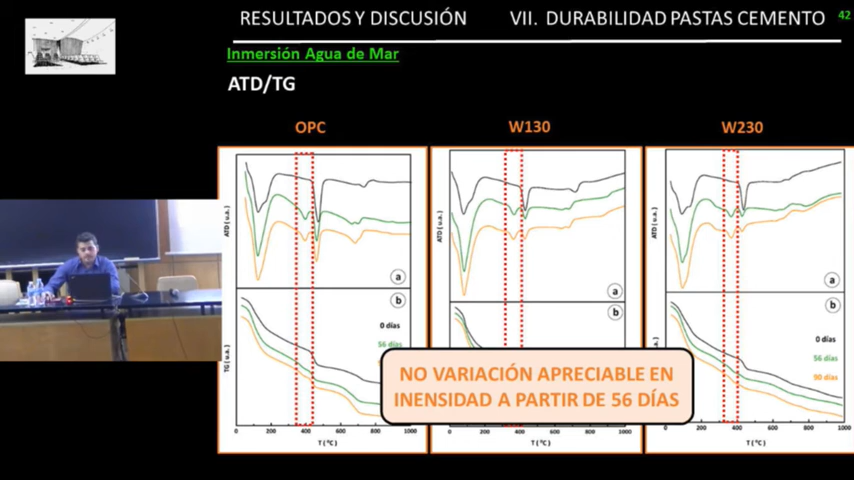 RESULTADOS Y DISCUSIÓN VII. DURABILIDAD PASTAS CEMENTO 42
Inmersión Agua de Mar
ATD/TG
OPC W130 W230
ATD (u.a.) ATD (u.a.) ATD (u.a.)
a a a
b b b
0 días 0 días
56 días 56 días
90 días
TG (u.a.)
NO VARIACIÓN APRECIABLE EN
INENSIDAD A PARTIR DE 56 DÍAS
0 200 400 600 800 1000 0 200 400 600 800 1000 0 200 400 600 800 1000
T (ºC) T (ºC) T (ºC)